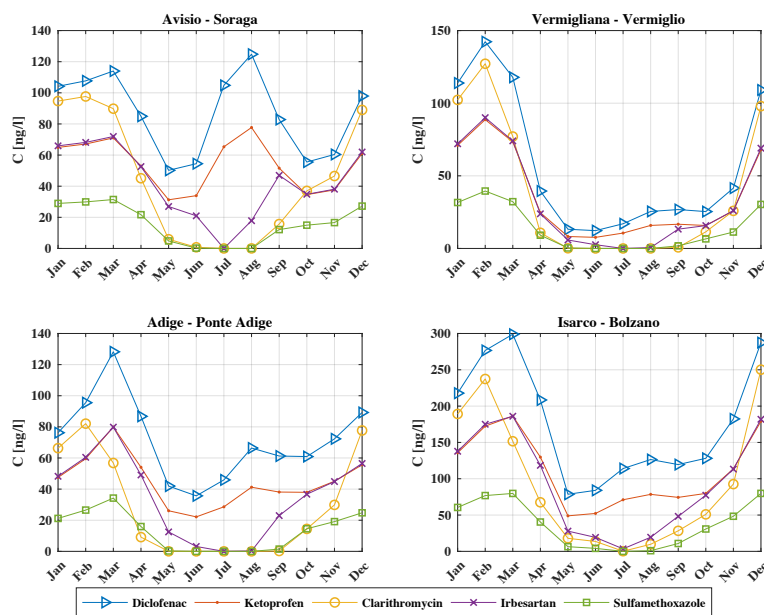 Avisio - Soraga
Vermigliana - Vermiglio
C [ng/l]
140
120
100
80
60
40
20
0
Jan Feb Mar Apr May Jun Jul Aug Sep Oct Nov Dec
150
100
50
0
Jan Feb Mar Apr May Jun Jul Aug Sep Oct Nov Dec
Adige - Ponte Adige
Isarco - Bolzano
C [ng/l]
140
120
100
80
60
40
20
0
Jan Feb Mar Apr May Jun Jul Aug Sep Oct Nov Dec
C [ng/l]
300
250
200
150
100
50
0
Jan Feb Mar Apr May Jun Jul Aug Sep Oct Nov Dec
Diclofenac Ketoprofen Clarithromycin Irbesartan Sulfamethoxazole